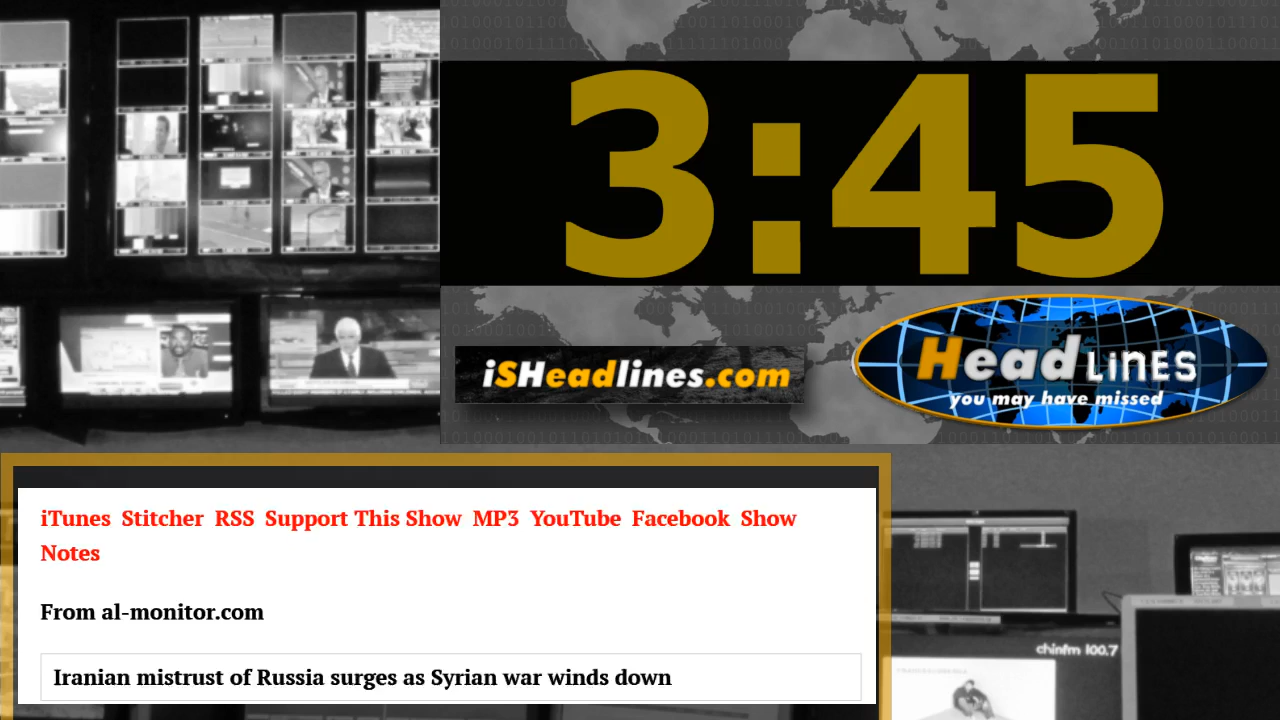 3:45
iSHeadlines.com
HeadLINES
you may have missed
iTunes Stitcher RSS Support This Show MP3 YouTube Facebook Show
Notes
From al-monitor.com
Iranian mistrust of Russia surges as Syrian war winds down
chinfm 100.7